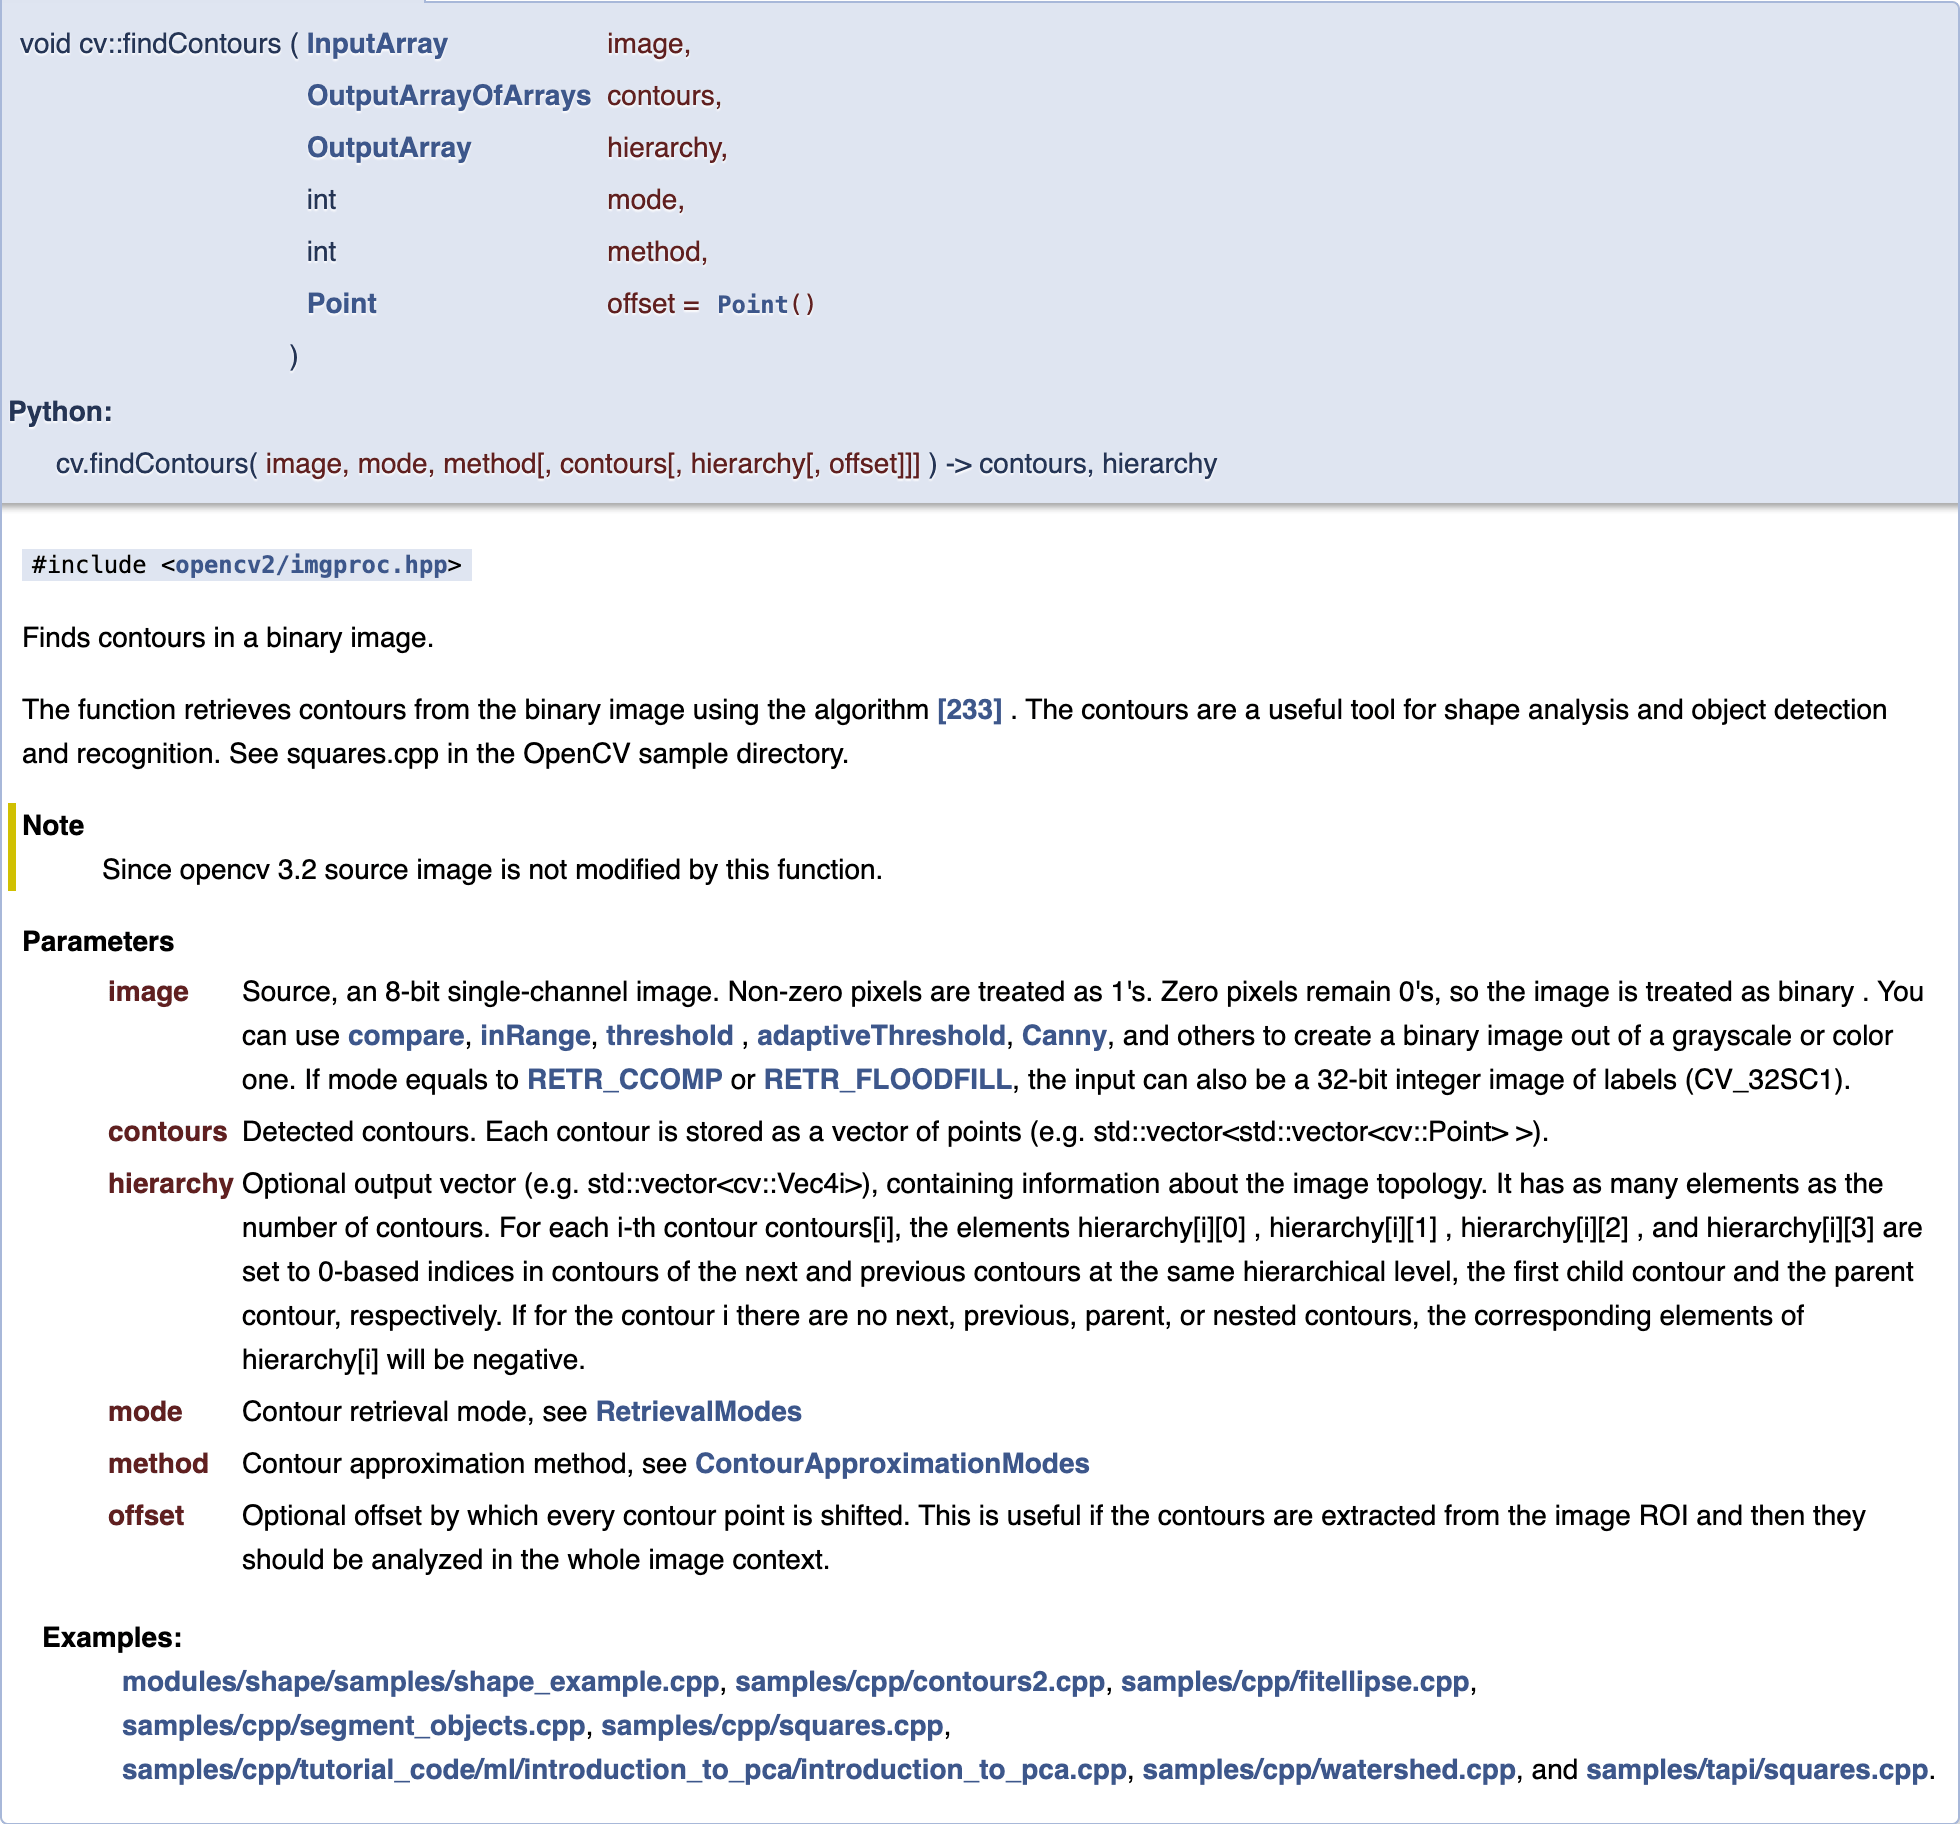 void cv::findContours ( InputArray image,
OutputArrayOfArrays contours,
OutputArray hierarchy,
int mode,
int method,
Point offset = Point()
)
Python:
cv.findContours( image, mode, method[, contours[, hierarchy[, offset]]] ) -> contours, hierarchy
#include <opencv2/imgproc.hpp>
Finds contours in a binary image.
The function retrieves contours from the binary image using the algorithm [233] . The contours are a useful tool for shape analysis and object detection
and recognition. See squares.cpp in the OpenCV sample directory.
Note
Since opencv 3.2 source image is not modified by this function.
Parameters
image Source, an 8-bit single-channel image. Non-zero pixels are treated as 1's. Zero pixels remain 0's, so the image is treated as binary . You
can use compare, inRange, threshold , adaptiveThreshold, Canny, and others to create a binary image out of a grayscale or color
one. If mode equals to RETR_CCOMP or RETR_FLOODFILL, the input can also be a 32-bit integer image of labels (CV_32SC1).
contours Detected contours. Each contour is stored as a vector of points (e.g. std::vector<std::vector<cv::Point> >).
hierarchy Optional output vector (e.g. std::vector<cv::Vec4i>), containing information about the image topology. It has as many elements as the
number of contours. For each i-th contour contours[i], the elements hierarchy[i][0] , hierarchy[i][1] , hierarchy[i][2] , and hierarchy[i][3] are
set to 0-based indices in contours of the next and previous contours at the same hierarchical level, the first child contour and the parent
contour, respectively. If for the contour i there are no next, previous, parent, or nested contours, the corresponding elements of
hierarchy[i] will be negative.
mode Contour retrieval mode, see RetrievalModes
method Contour approximation method, see ContourApproximationModes
offset Optional offset by which every contour point is shifted. This is useful if the contours are extracted from the image ROI and then they
should be analyzed in the whole image context.
Examples:
modules/shape/samples/shape_example.cpp, samples/cpp/contours2.cpp, samples/cpp/fitellipse.cpp,
samples/cpp/segment_objects.cpp, samples/cpp/squares.cpp,
samples/cpp/tutorial_code/ml/introduction_to_pca/introduction_to_pca.cpp, samples/cpp/watershed.cpp, and samples/tapi/squares.cpp.